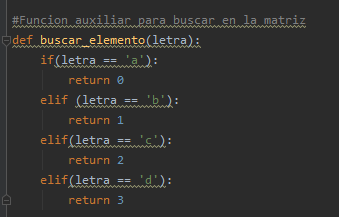 #Funcion auxiliar para buscar en la matriz
def buscar_elemento(letra):
    if(letra == 'a'):
        return 0
    elif (letra == 'b'):
        return 1
    elif(letra == 'c'):
        return 2
    elif(letra == 'd'):
        return 3